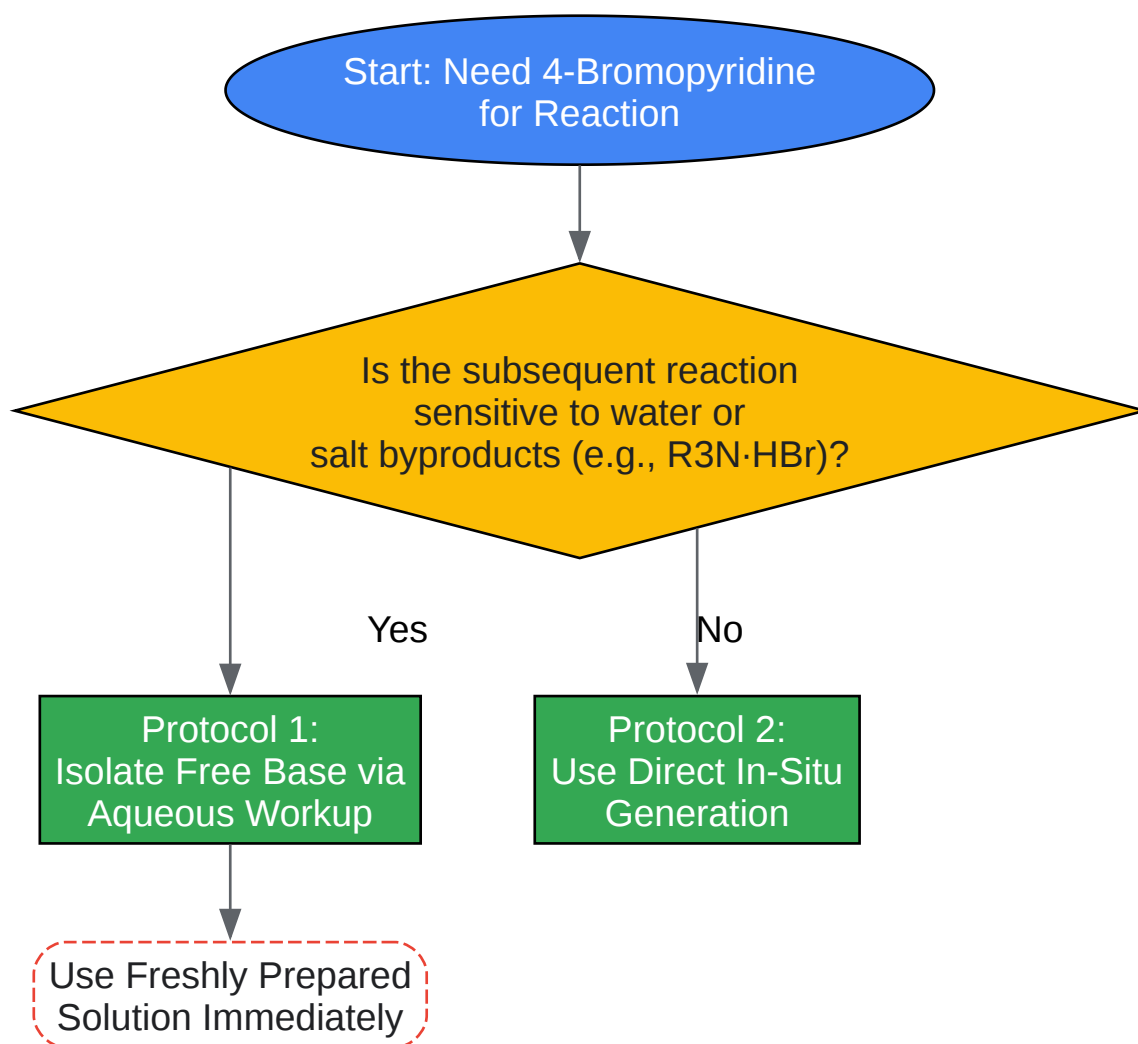 Start: Need 4-Bromopyridine
for Reaction
Is the subsequent reaction
sensitive to water or
salt byproducts (e.g., R3N·HBr)?
Yes
No
Protocol 1:
Isolate Free Base via
Aqueous Workup
Protocol 2:
Use Direct In-Situ
Generation
Use Freshly Prepared
Solution Immediately